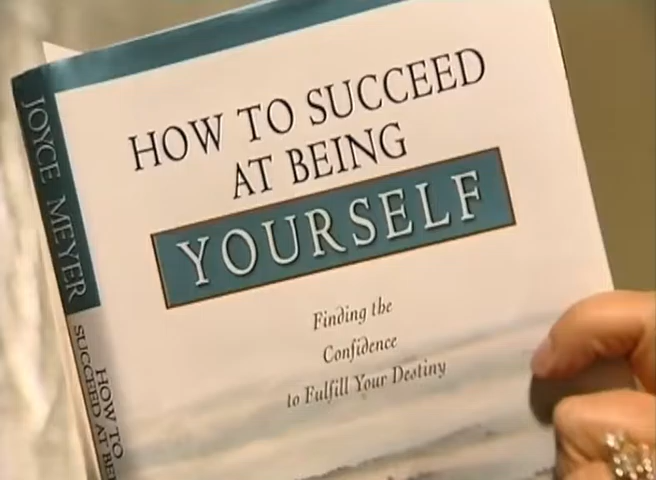 HOW TO SUCCEED
AT BEING
YOURSELF
Finding the
Confidence
to Fulfill Your Destiny
JOYCE MEYER
HOW TO
SUCCEED AT BEI